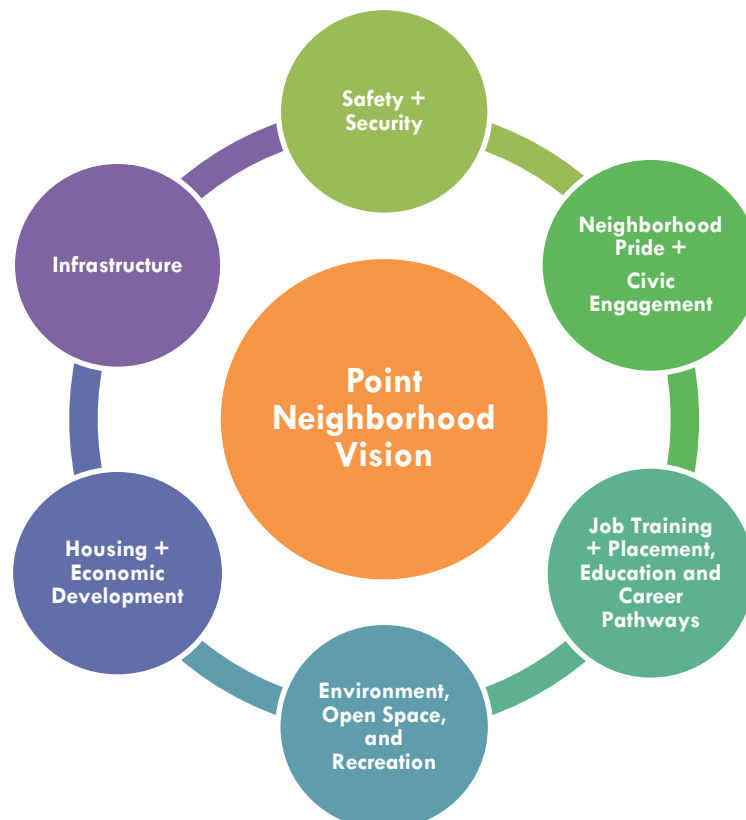 Safety +
Security
Neighborhood
Pride +
Civic
Engagement
Infrastructure
Point
Neighborhood
Vision
Job Training
+ Placement,
Education and
Career
Pathways
Housing +
Economic
Development
Environment,
Open Space,
and
Recreation